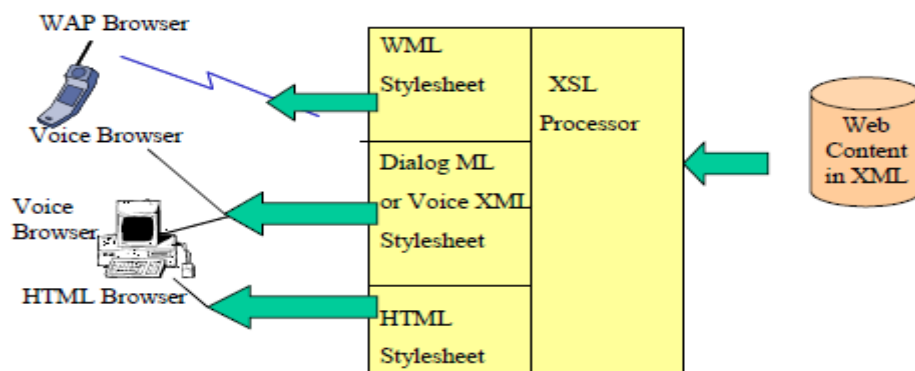 WAP Browser
Voice Browser
Voice
Browser
HTML Browser
WML
Stylesheet
Dialog ML
or Voice XML
Stylesheet
HTML
Stylesheet
XSL
Processor
Web
Content
in XML